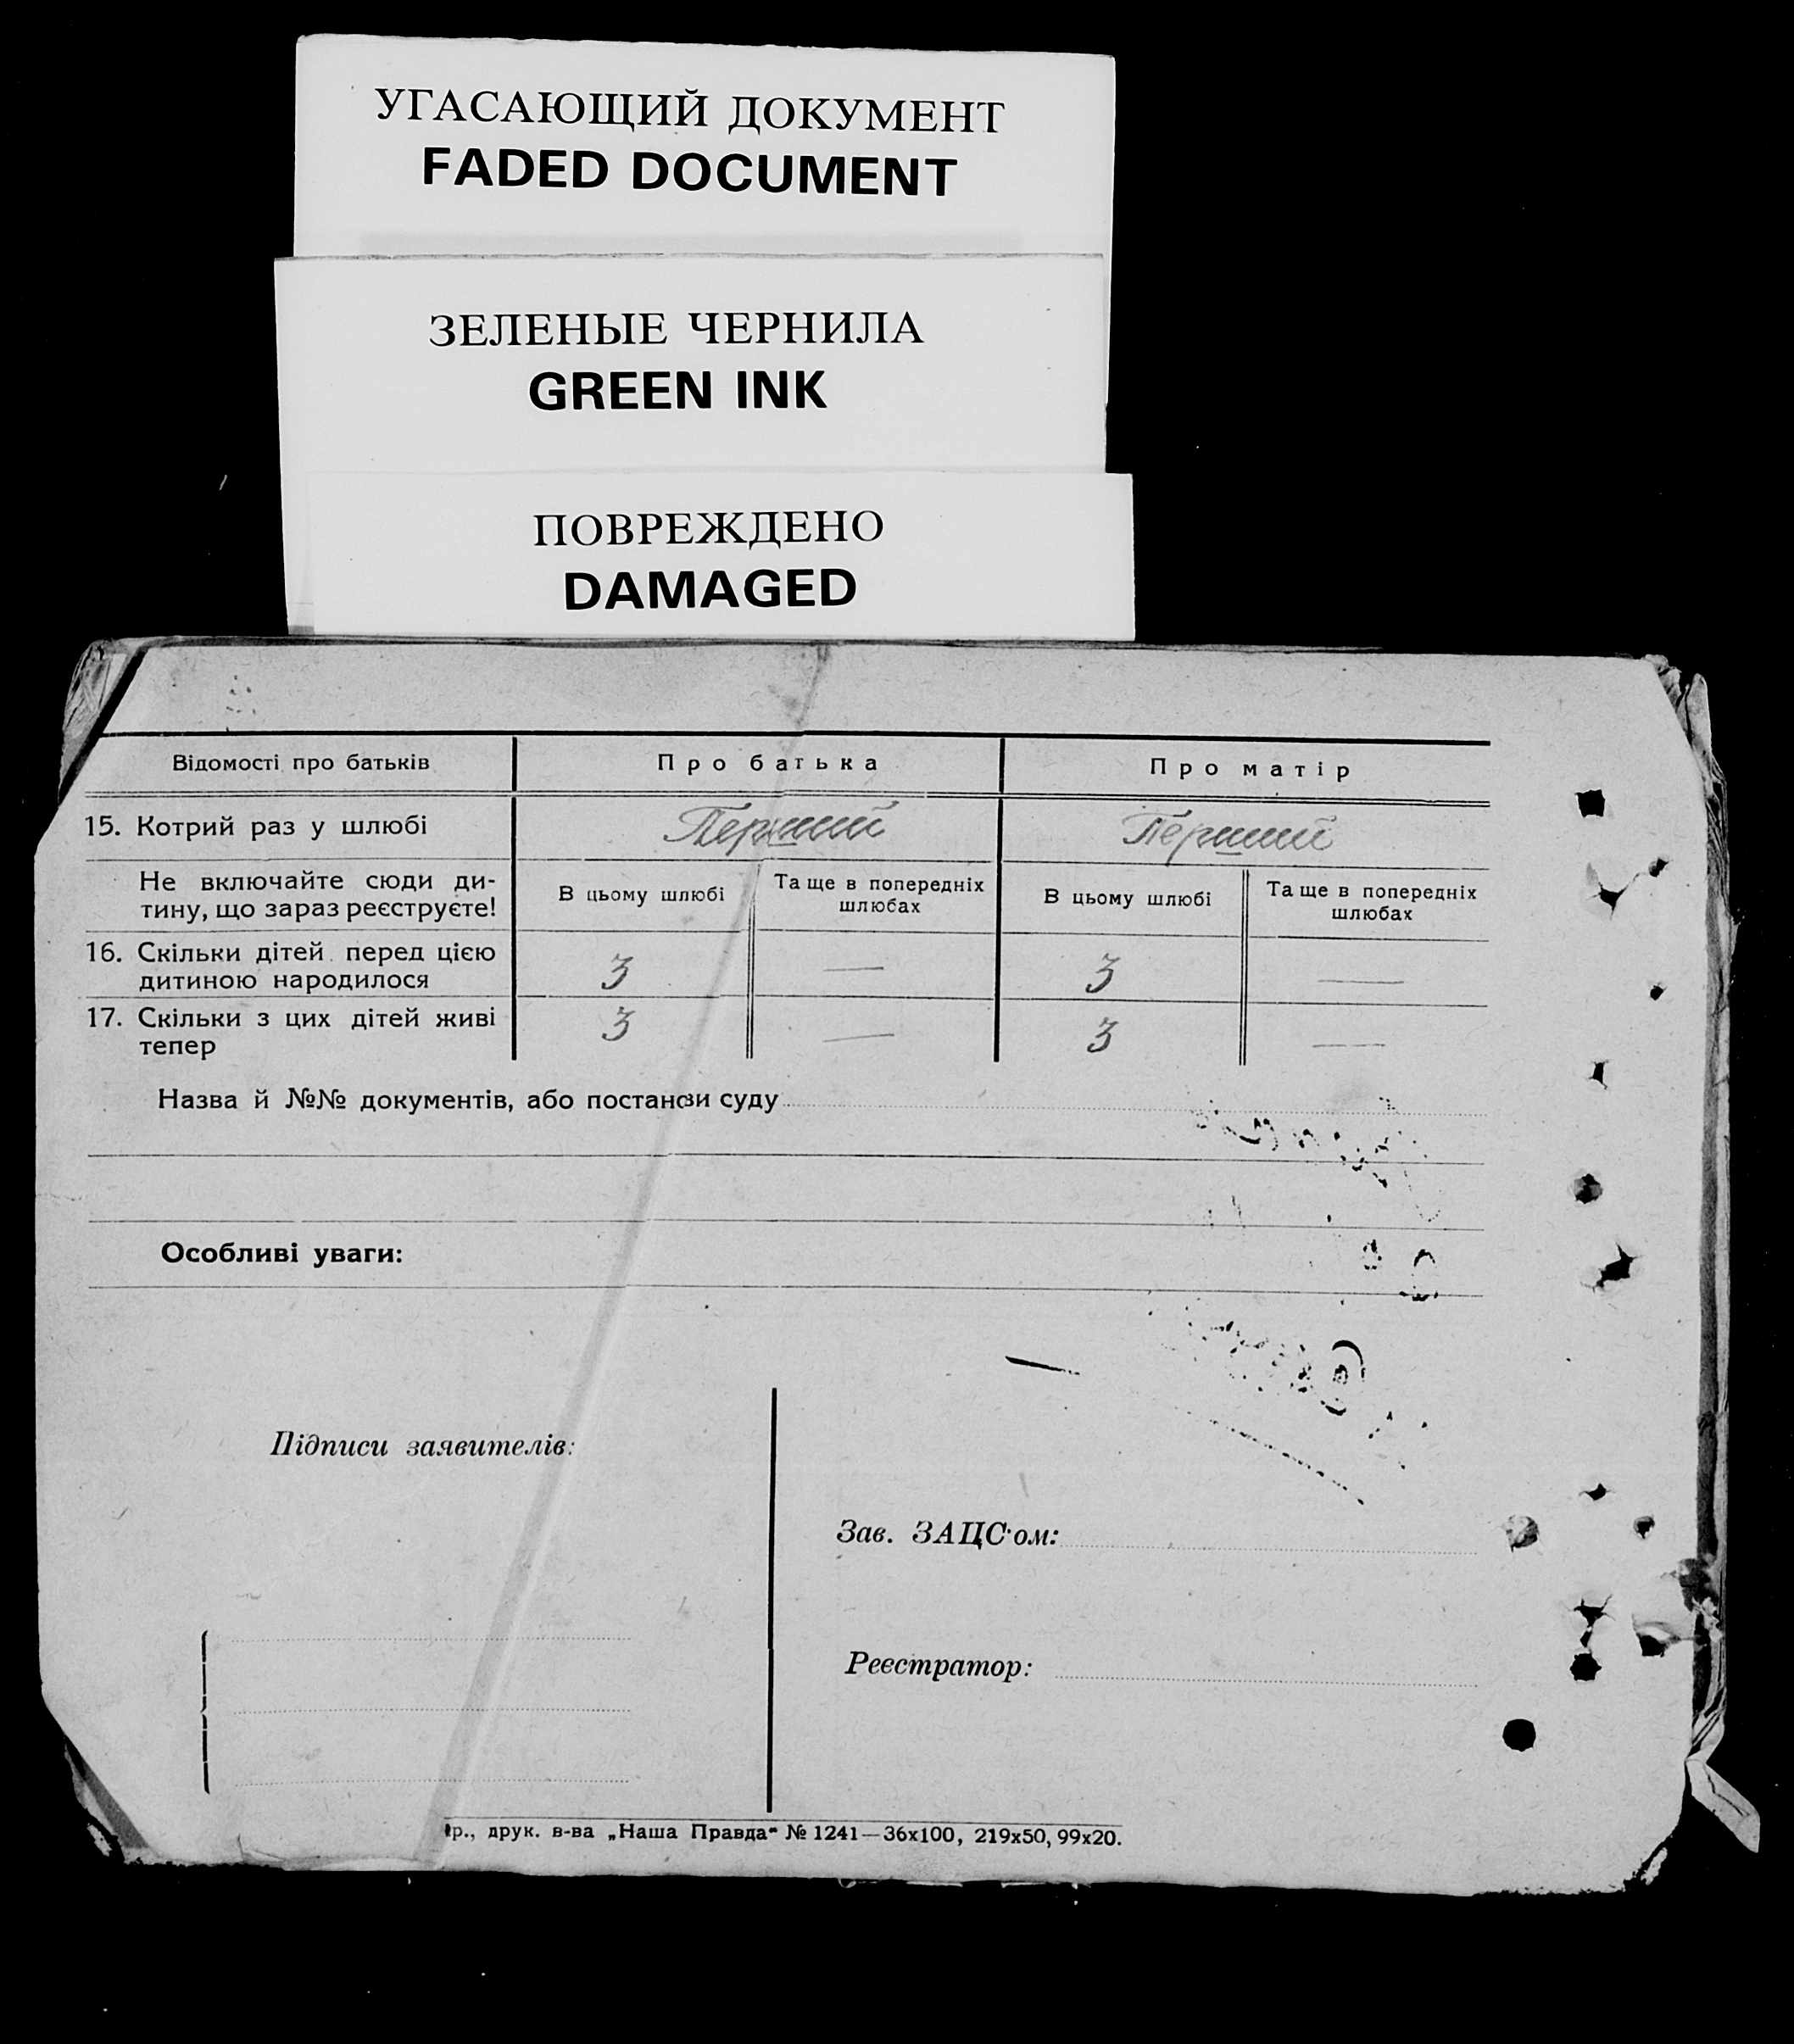 УГАСАЮЩИЙ ДОКУМЕНТ
FADED DOCUMENT
ЗЕЛЕНЫЕ ЧЕРНИЛА
GREEN INK
ПОВРЕЖДЕНО
DAMAGED
Відомості про батьків Про батька Про матір
15. Котрий раз у шлюбі Перший Перший
Не включайте сюди ди-
тину, що зараз реєструєте!
В цьому шлюбі
Та ще в попередніх
шлюбах
В цьому шлюбі
Та ще в попередніх
шлюбах
16. Скільки дітей перед цією
дитиною народилося
3 — 3 —
17. Скільки з цих дітей живі
тепер
3 — 3 —
Назва й №№ документів, або постанови суду
Особливі уваги:
Підписи заявителів:
Зав. ЗАЦС'ом:
Реєстратор:
р., друк. в-ва „Наша Правда“ № 1241—36х100, 219х50, 99х20.